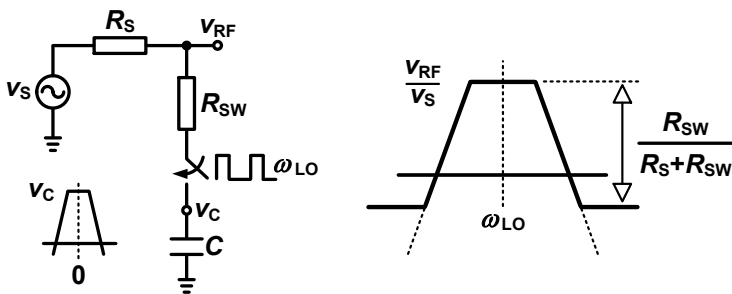 R_S
v_RF
v_S
R_SW
ω_LO
v_C
v_C
C
0
v_RF
v_S
R_SW
R_S+R_SW
ω_LO